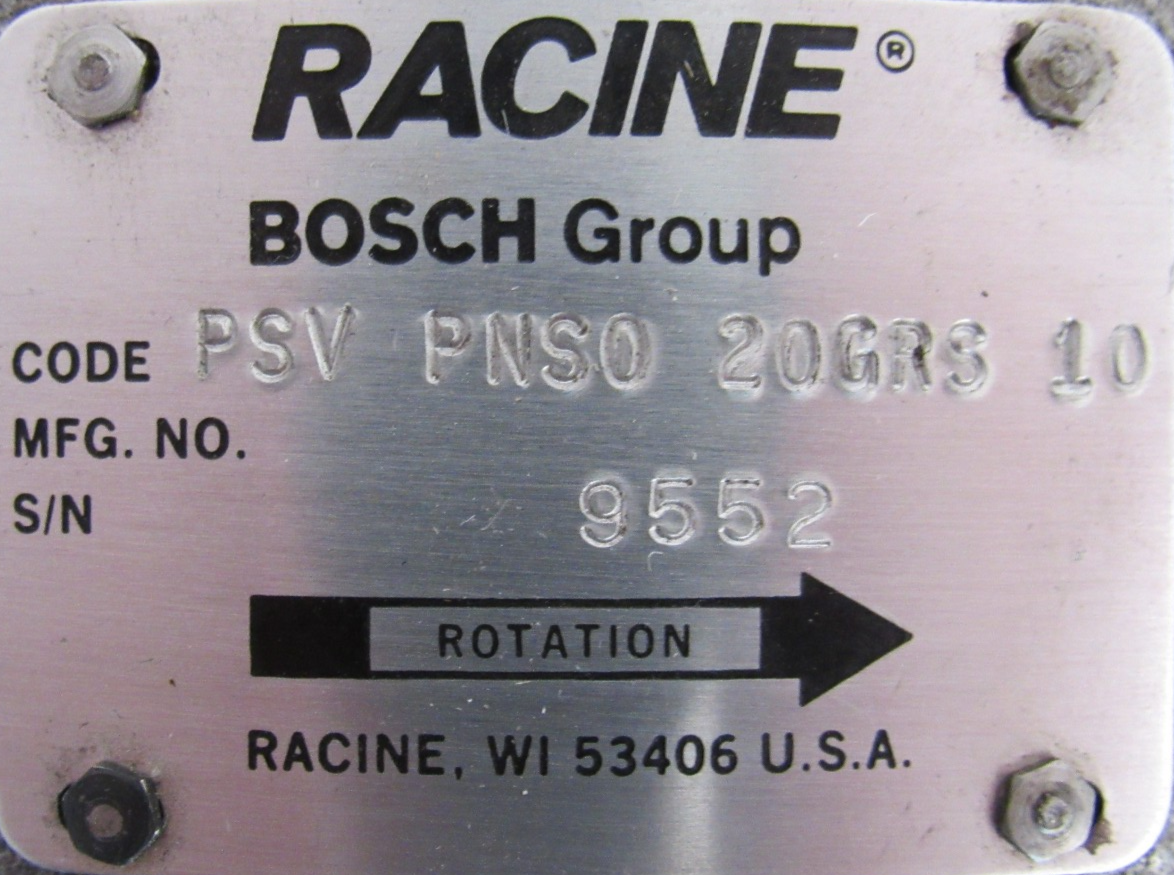 RACINE®
BOSCH Group
CODE PSV PNSO 20GRS 10
MFG. NO.
S/N 9552
ROTATION
RACINE, WI 53406 U.S.A.